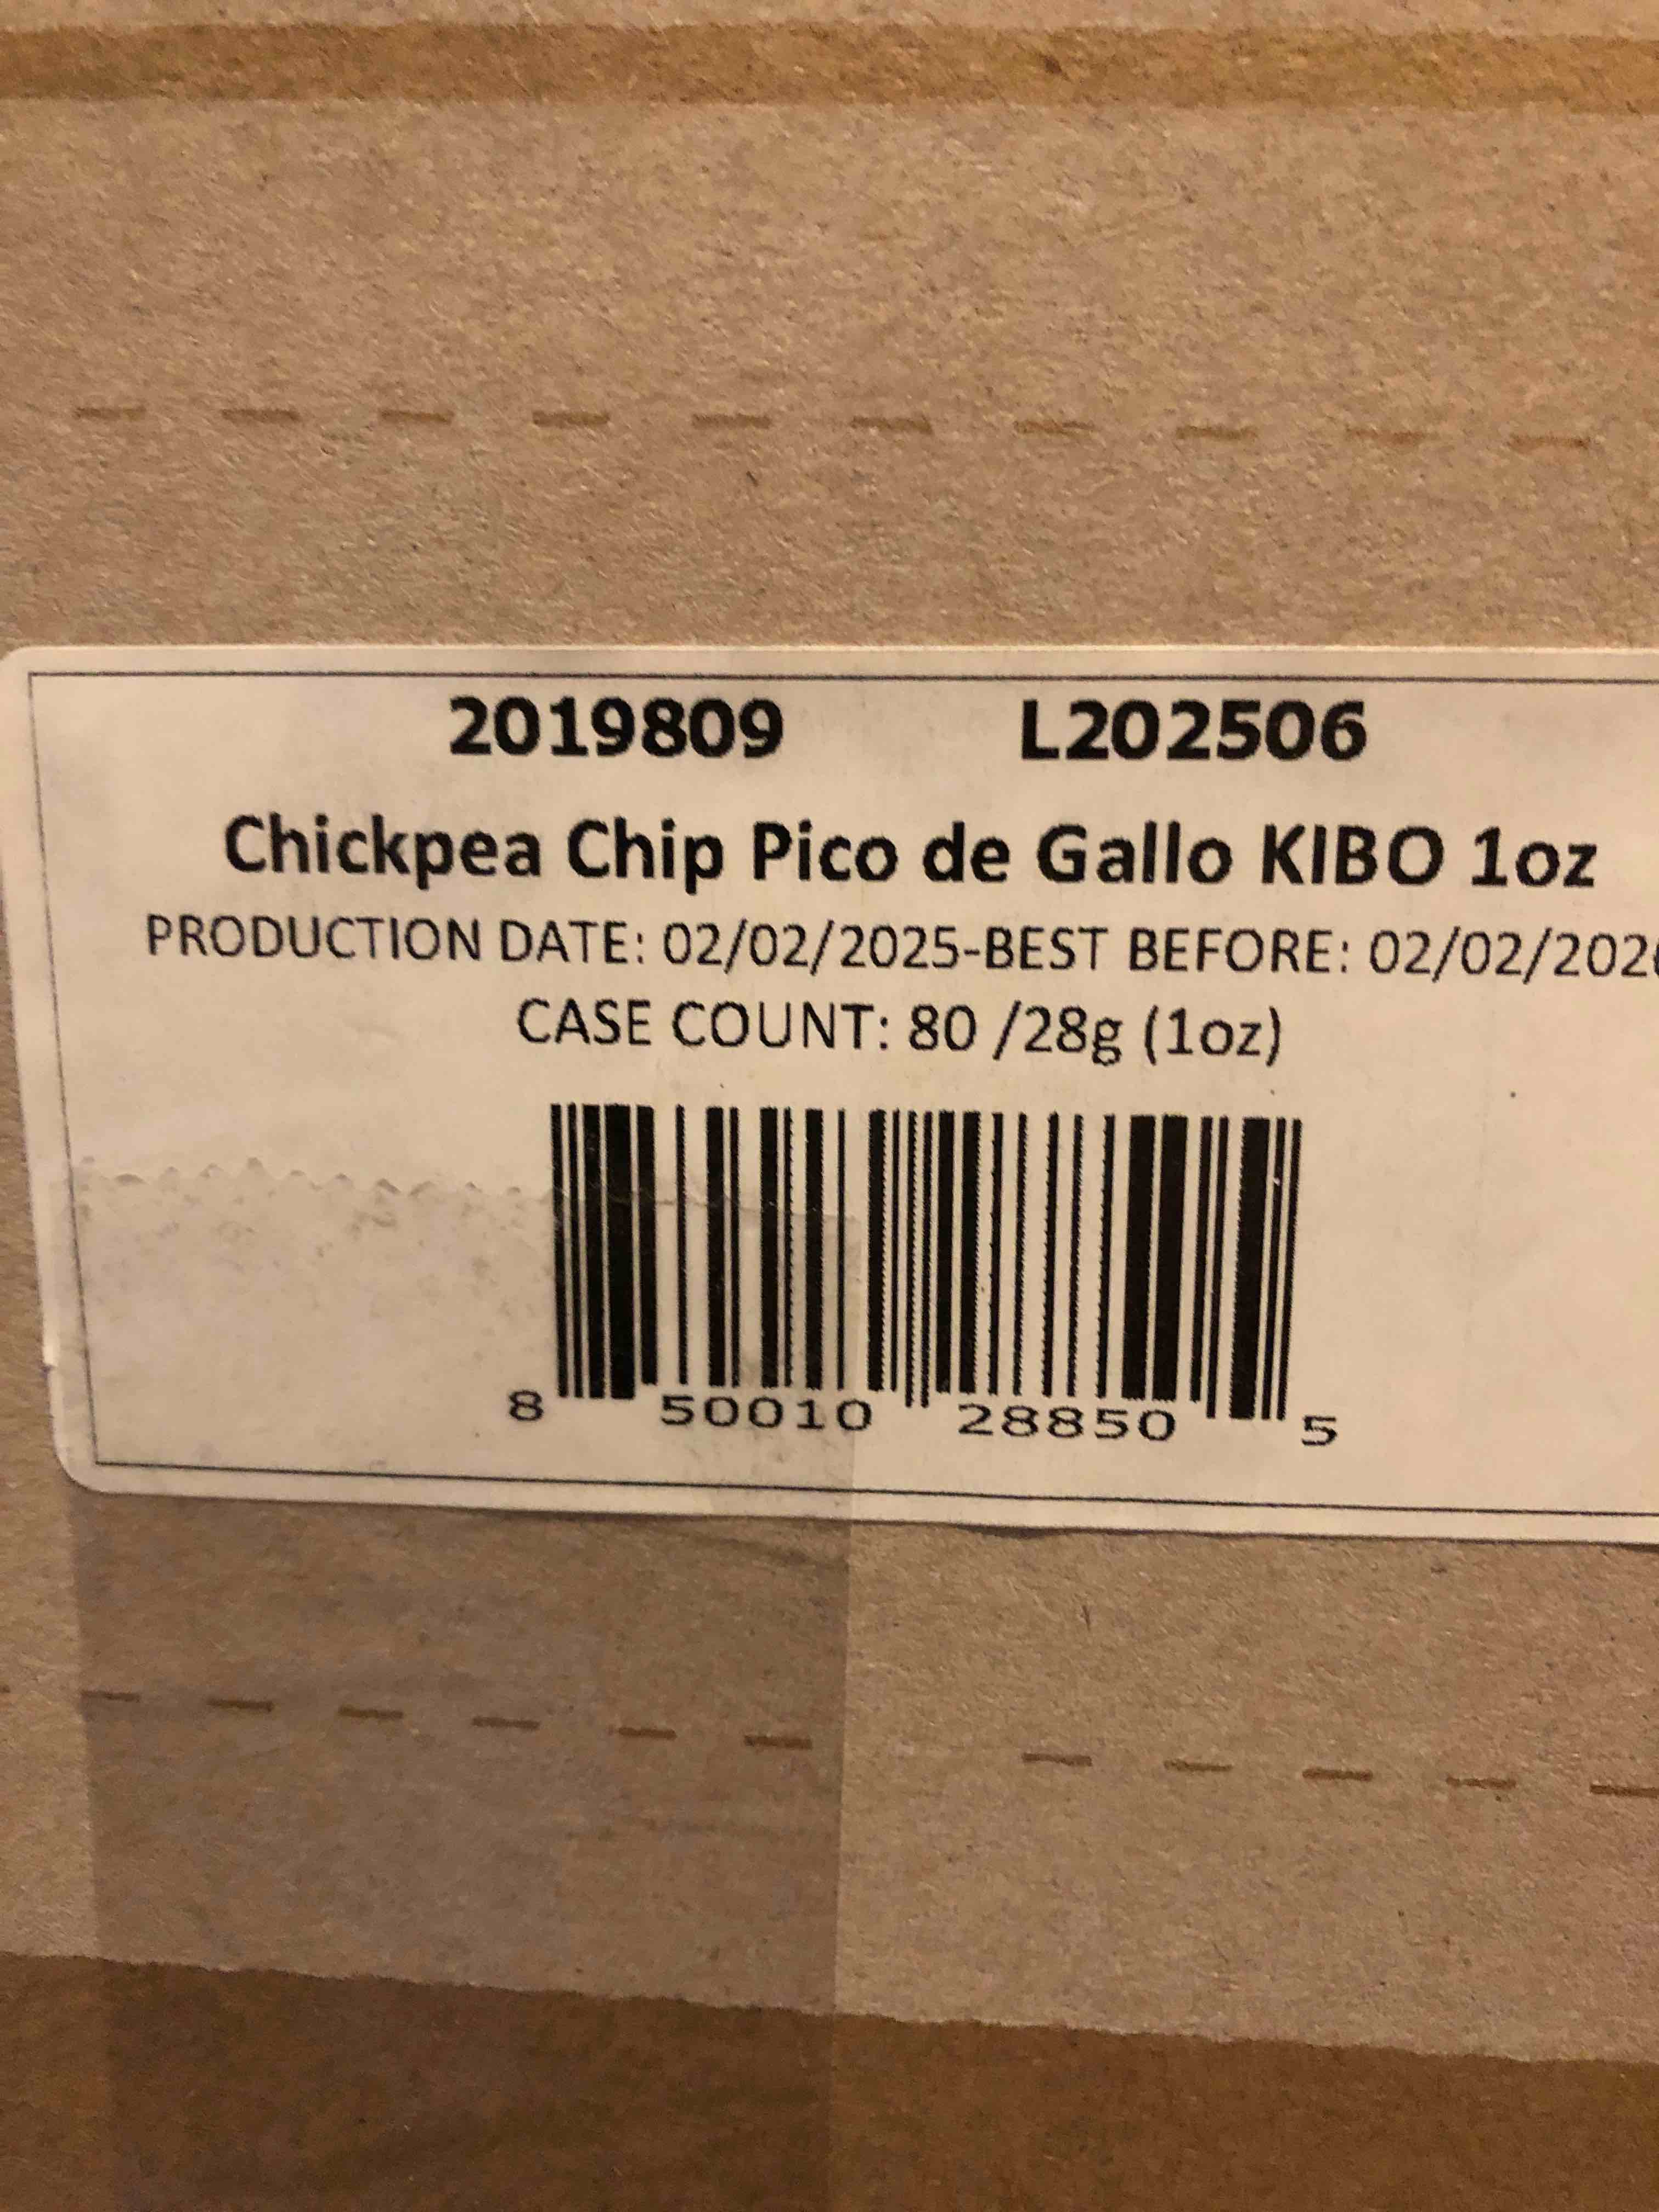 2019809 L202506
Chickpea Chip Pico de Gallo KIBO 1oz
PRODUCTION DATE: 02/02/2025-BEST BEFORE: 02/02/202
CASE COUNT: 80 /28g (1oz)
8 50010 28850 5